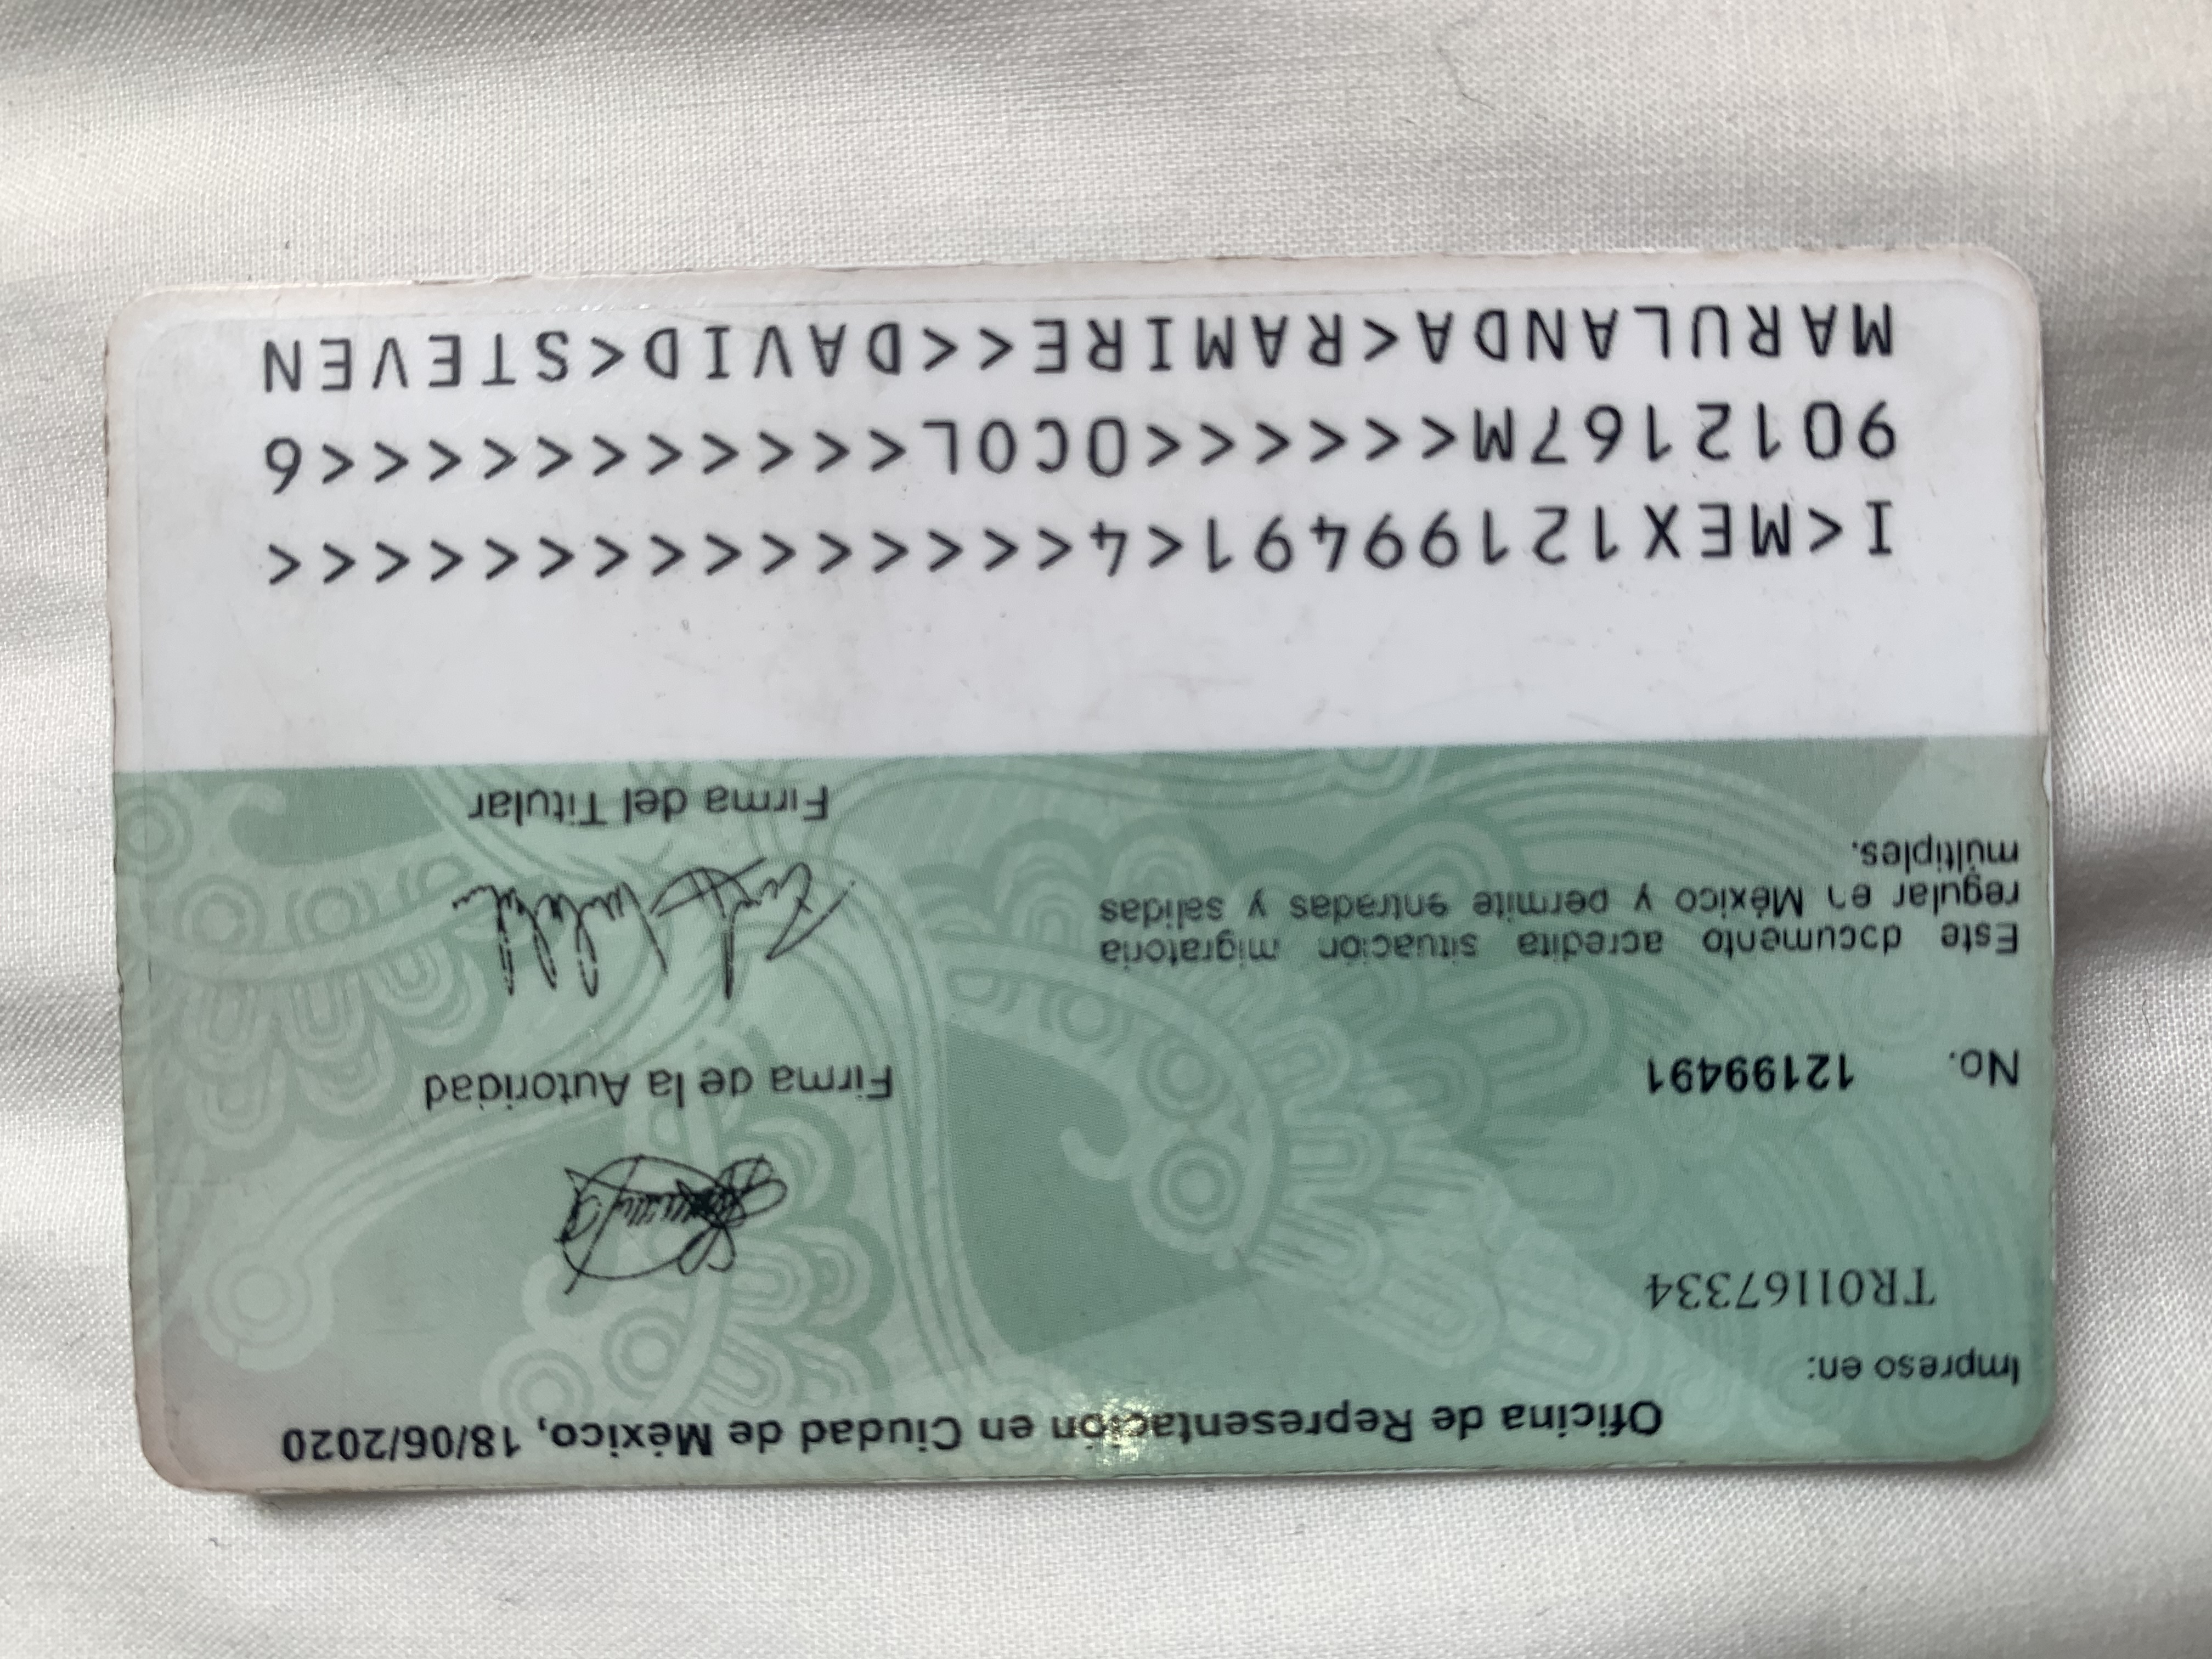 Oficina de Representación en Ciudad de México, 18/06/2020
Impreso en:
TR01167334
No. 12199491
Firma de la Autoridad
Este documento acredita situación migratoria
regular en México y permite entradas y salidas
múltiples.
Firma del Titular
I<MEX12199491<4<<<<<<<<<<<<<<<
9012167M<<<<<<OCOL<<<<<<<<<<<6
MARULANDA<RAMIRE<<DAVID<STEVEN